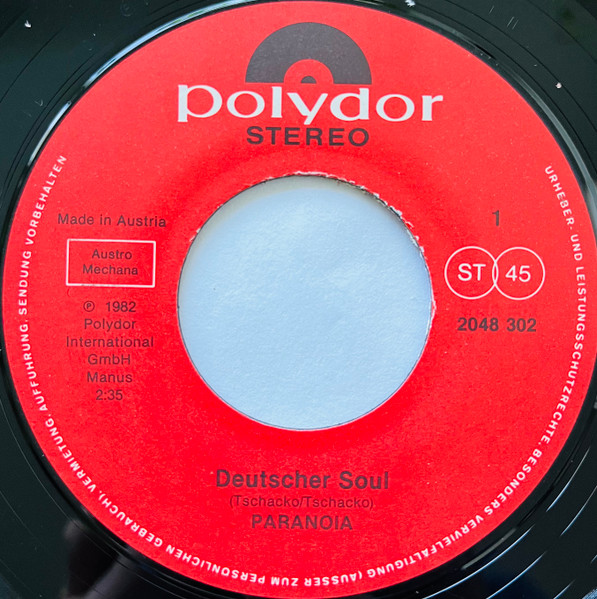 polydor
STEREO
Made in Austria
Austro
Mechana
℗ 1982
Polydor
International
GmbH
Manus
2:35
1
ST 45
2048 302
Deutscher Soul
(Tschacko/Tschacko)
PARANOIA
URHEBER- UND LEISTUNGSSCHUTZRECHTE, BESONDERS VERVIELFÄLTIGUNG (AUSSER ZUM PERSÖNLICHEN GEBRAUCH), VERMIETUNG, AUFFÜHRUNG, SENDUNG VORBEHALTEN